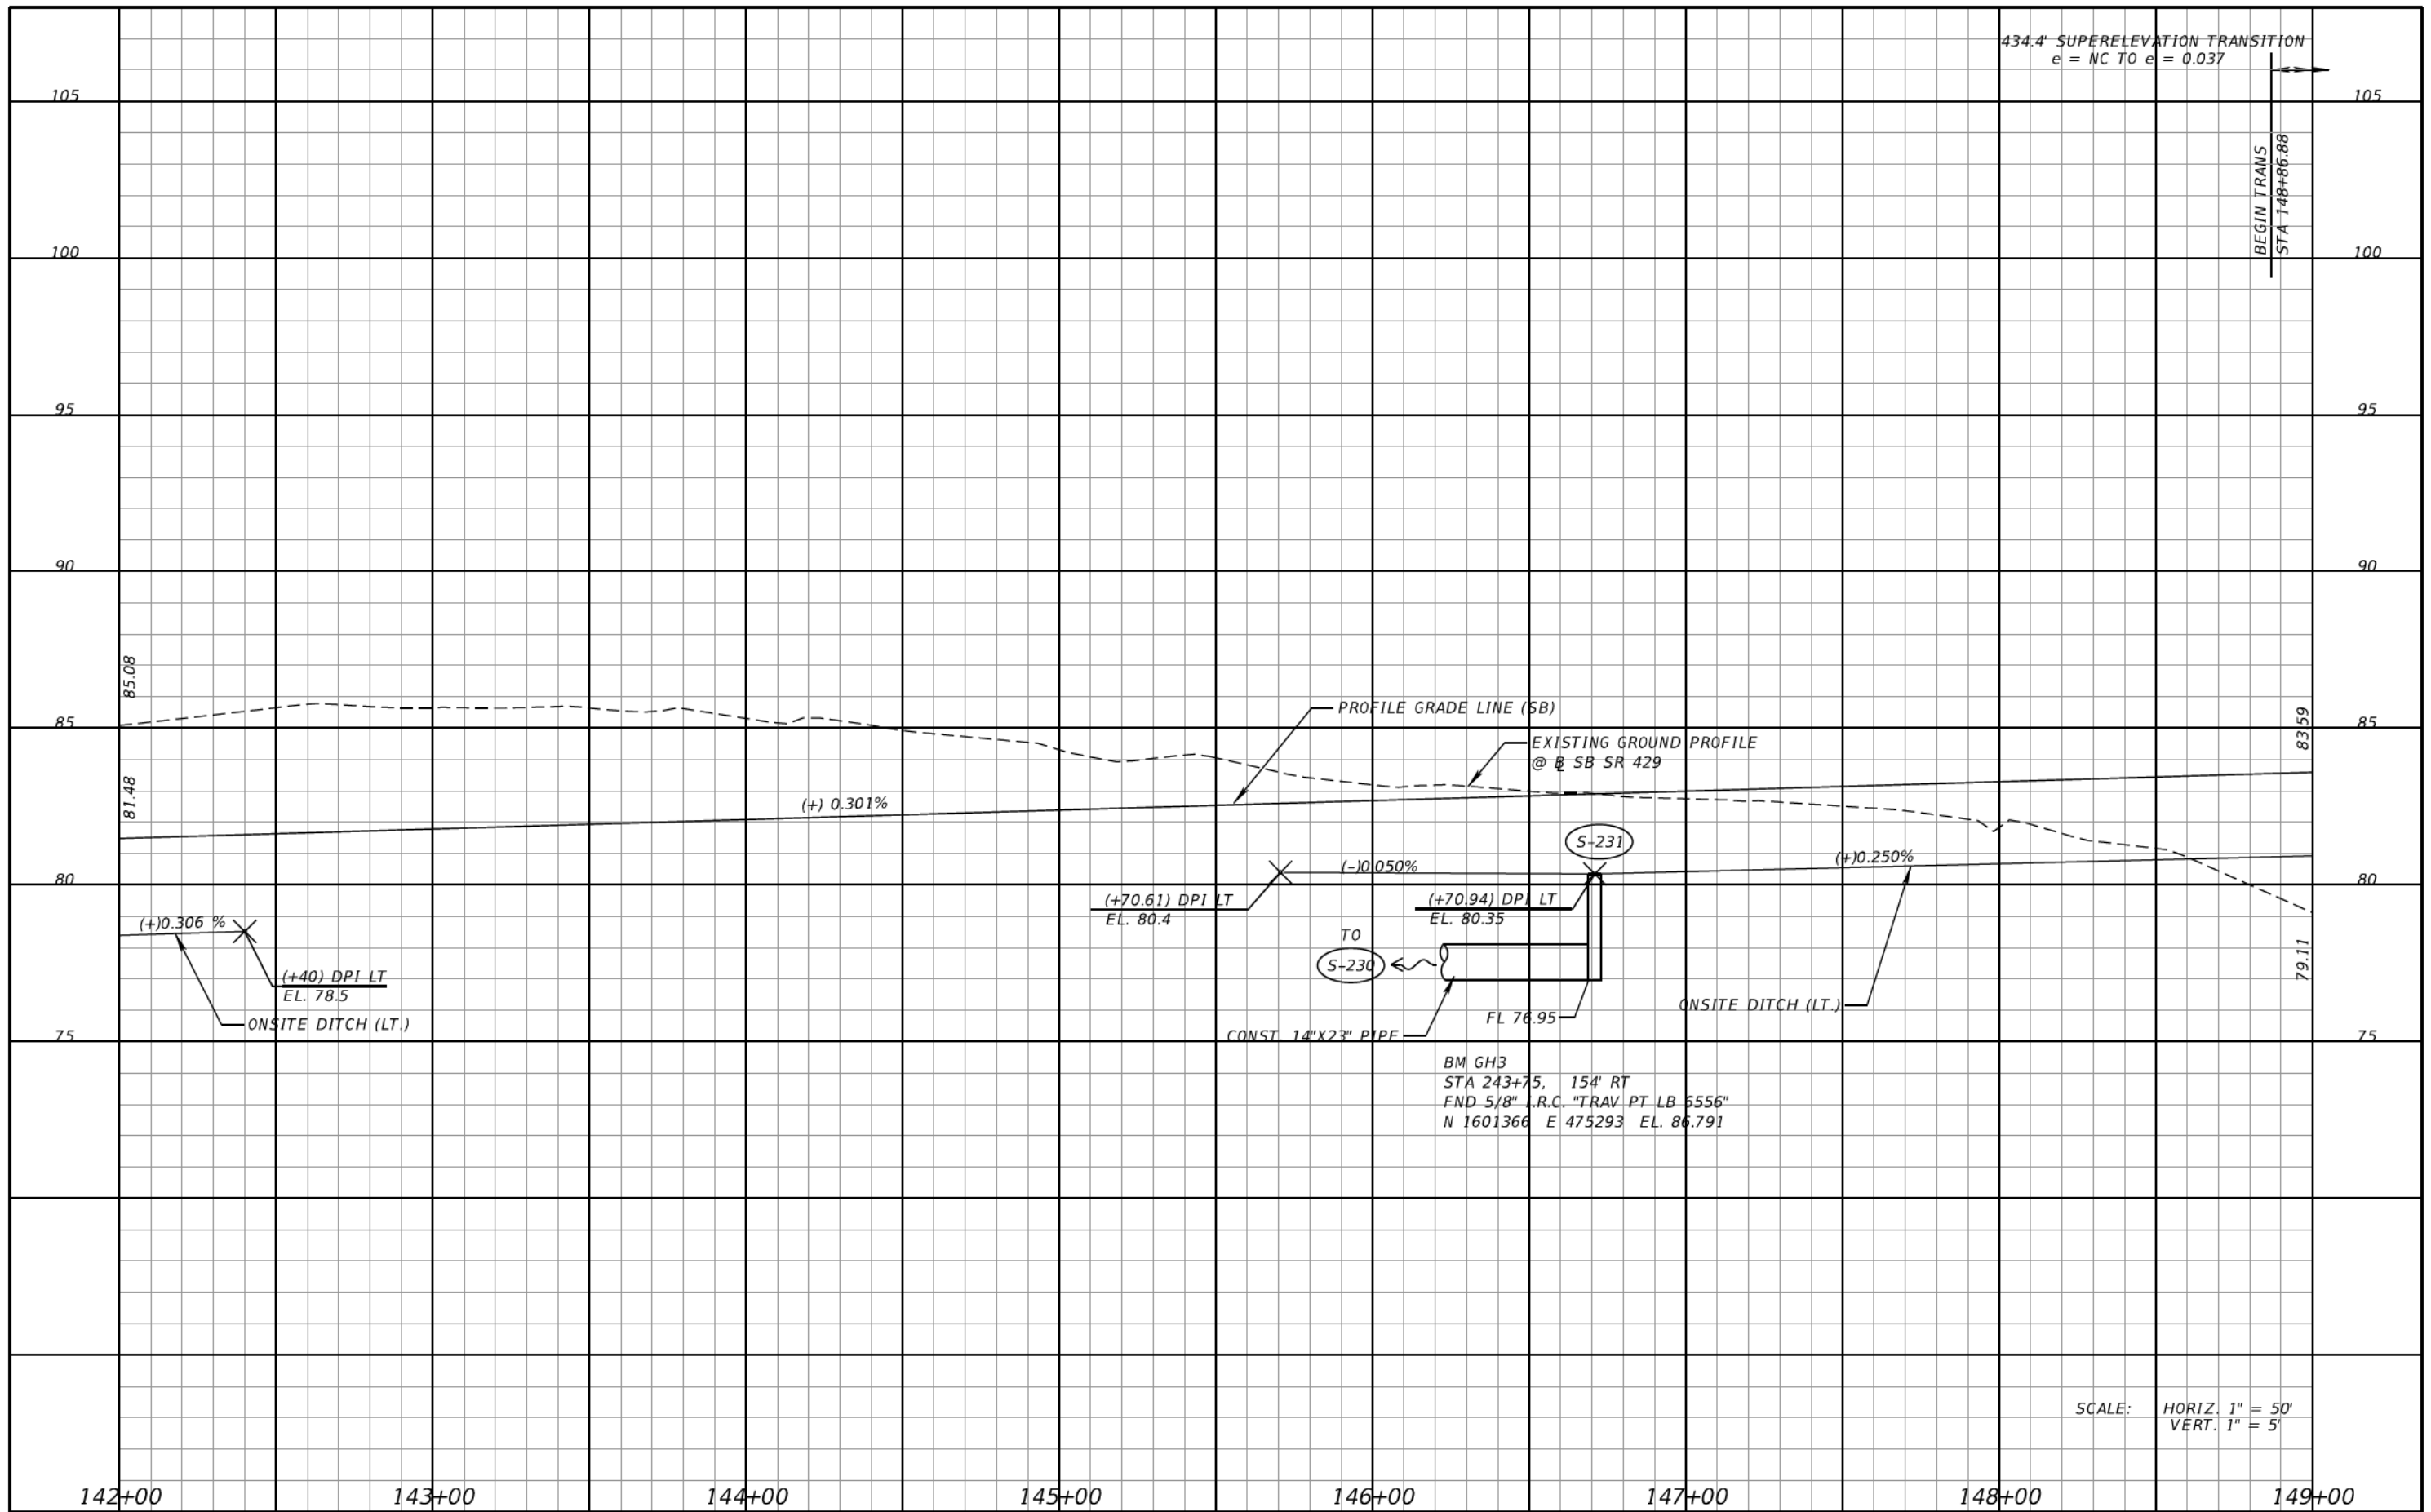 434.4' SUPERELEVATION TRANSITION
e = NC TO e = 0.037
BEGIN TRANS
STA 148+86.88
105
105
100
100
95
95
90
90
85.08
85
85
83.59
PROFILE GRADE LINE (SB)
EXISTING GROUND PROFILE
@ BL SB SR 429
81.48
(+) 0.301%
S-231
(-)0.050%
(+)0.250%
80
80
(+70.61) DPI LT
EL. 80.4
(+70.94) DPI LT
EL. 80.35
(+)0.306 %
TO
S-230
79.11
(+40) DPI LT
EL. 78.5
ONSITE DITCH (LT.)
ONSITE DITCH (LT.)
FL 76.95
CONST. 14"X23" PIPE
75
75
BM GH3
STA 243+75, 154' RT
FND 5/8" I.R.C. "TRAV PT LB 6556"
N 1601366 E 475293 EL. 86.791
SCALE: HORIZ. 1" = 50'
VERT. 1" = 5'
142+00 143+00 144+00 145+00 146+00 147+00 148+00 149+00